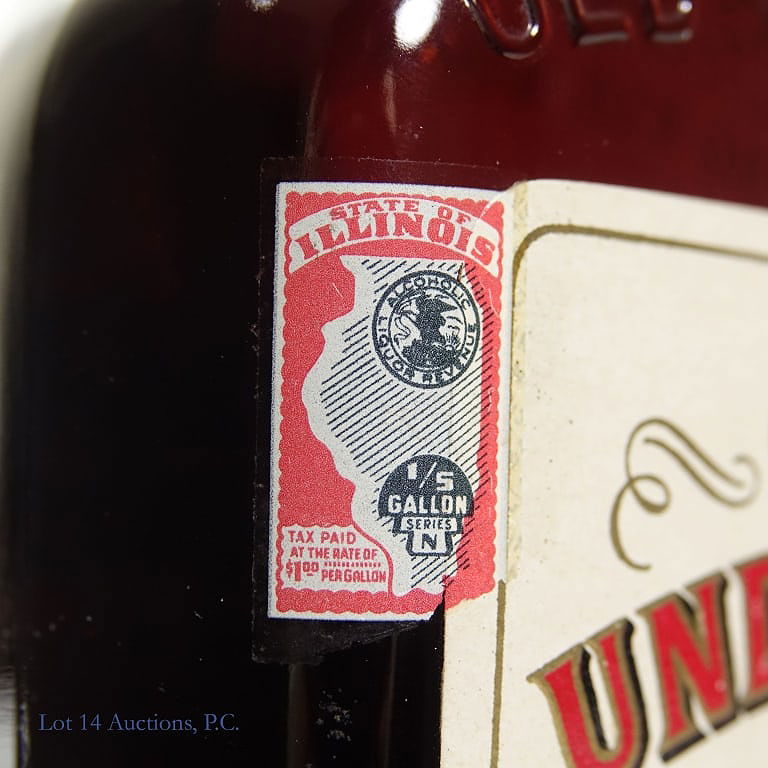 STATE OF
ILLINOIS
ALCOHOLIC
LIQUOR REVENUE
1/5
GALLON
SERIES
N
TAX PAID
AT THE RATE OF
$1.00 PER GALLON
Lot 14 Auctions, P.C.